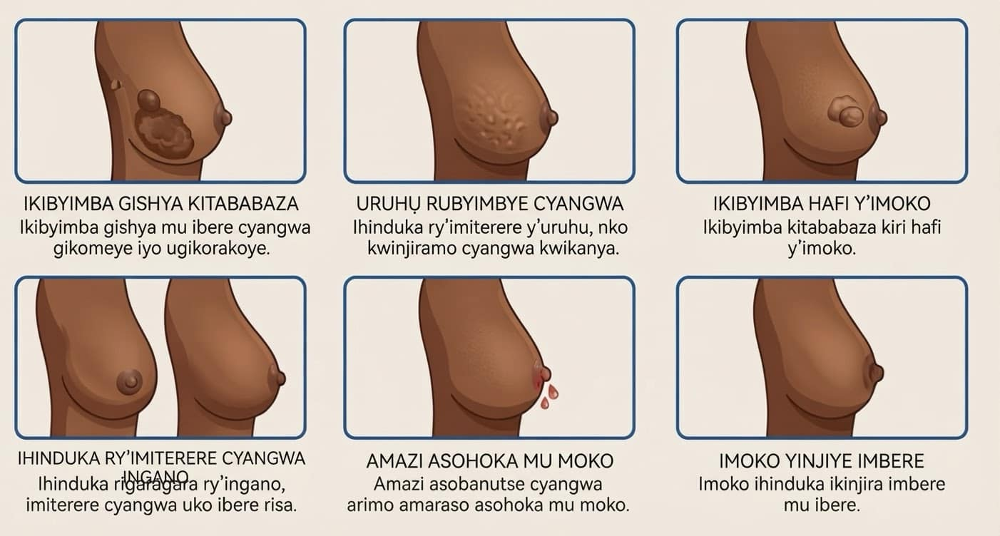 IKIBYIMBA GISHYA KITABABAZA
Ikibyimba gishya mu ibere cyangwa
gikomeye iyo ugikorakoye.
URUHỤ RUBYIMBYE CYANGWA
Ihinduka ry’imiterere y’uruhu, nko
kwinjiramo cyangwa kwikanya.
IKIBYIMBA HAFI Y’IMOKO
Ikibyimba kitababaza kiri hafi
y’imoko.
IHINDUKA RY’IMITERERE CYANGWA
INGANO
Ihinduka rigaragara ry’ingano,
imiterere cyangwa uko ibere risa.
AMAZI ASOHOKA MU MOKO
Amazi asobanutse cyangwa
arimo amaraso asohoka mu moko.
IMOKO YINJIYE IMBERE
Imoko ihinduka ikinjira imbere
mu ibere.